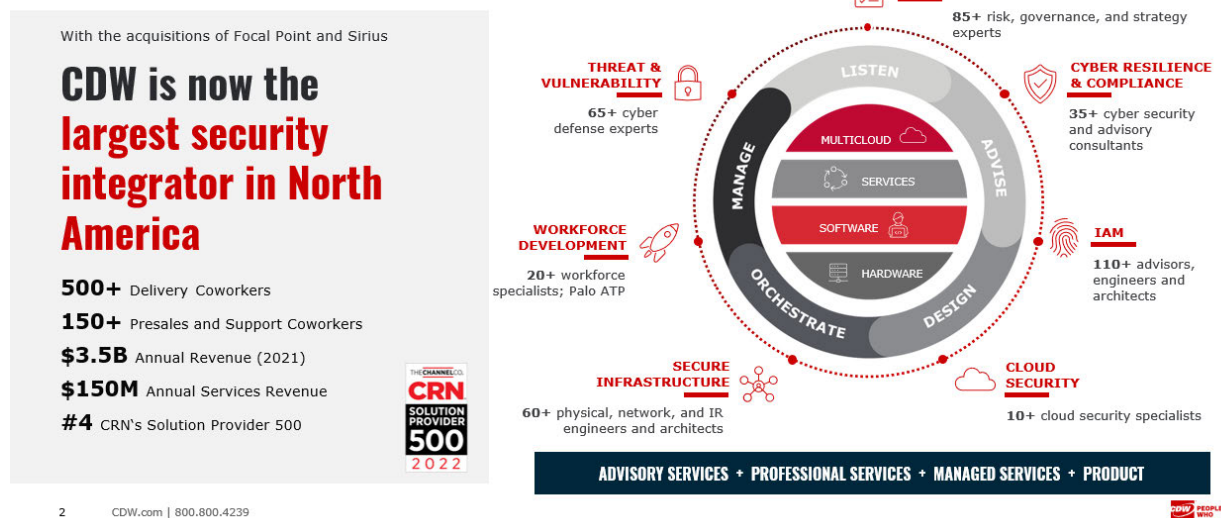 With the acquisitions of Focal Point and Sirius
CDW is now the
largest security
integrator in North
America
500+ Delivery Coworkers
150+ Presales and Support Coworkers
$3.5B Annual Revenue (2021)
$150M Annual Services Revenue
#4 CRN's Solution Provider 500
THE CHANNELCO.
CRN
SOLUTION
PROVIDER
500
2022
85+ risk, governance, and strategy
experts
THREAT &
VULNERABILITY
65+ cyber
defense experts
CYBER RESILIENCE
& COMPLIANCE
35+ cyber security
and advisory
consultants
WORKFORCE
DEVELOPMENT
20+ workforce
specialists; Palo ATP
IAM
110+ advisors,
engineers and
architects
SECURE
INFRASTRUCTURE
60+ physical, network, and IR
engineers and architects
CLOUD
SECURITY
10+ cloud security specialists
LISTEN
ADVISE
DESIGN
ORCHESTRATE
MANAGE
MULTICLOUD
SERVICES
SOFTWARE
HARDWARE
ADVISORY SERVICES + PROFESSIONAL SERVICES + MANAGED SERVICES + PRODUCT
2 CDW.com | 800.800.4239
CDW PEOPLE
WHO